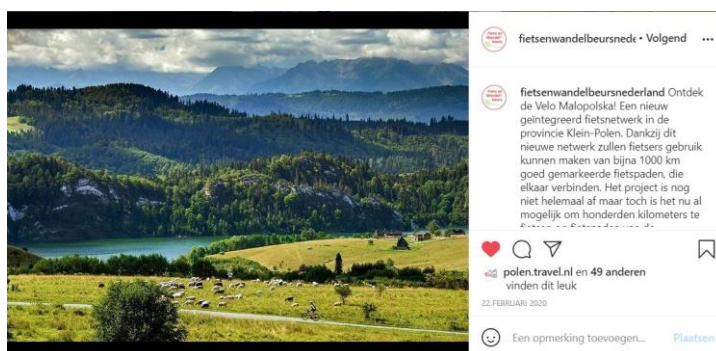 fietsenwandelbeursnede • Volgend ...
fietsenwandelbeursnederland Ontdek
de Velo Malopolska! Een nieuw
geïntegreerd fietsnetwerk in de
provincie Klein-Polen. Dankzij dit
nieuwe netwerk zullen fietsers gebruik
kunnen maken van bijna 1000 km
goed gemarkeerde fietspaden, die
elkaar verbinden. Het project is nog
niet helemaal af maar toch is het nu al
mogelijk om honderden kilometers te
polen.travel.nl en 49 anderen
vinden dit leuk
22 FEBRUARI 2020
Een opmerking toevoegen... Plaatsen